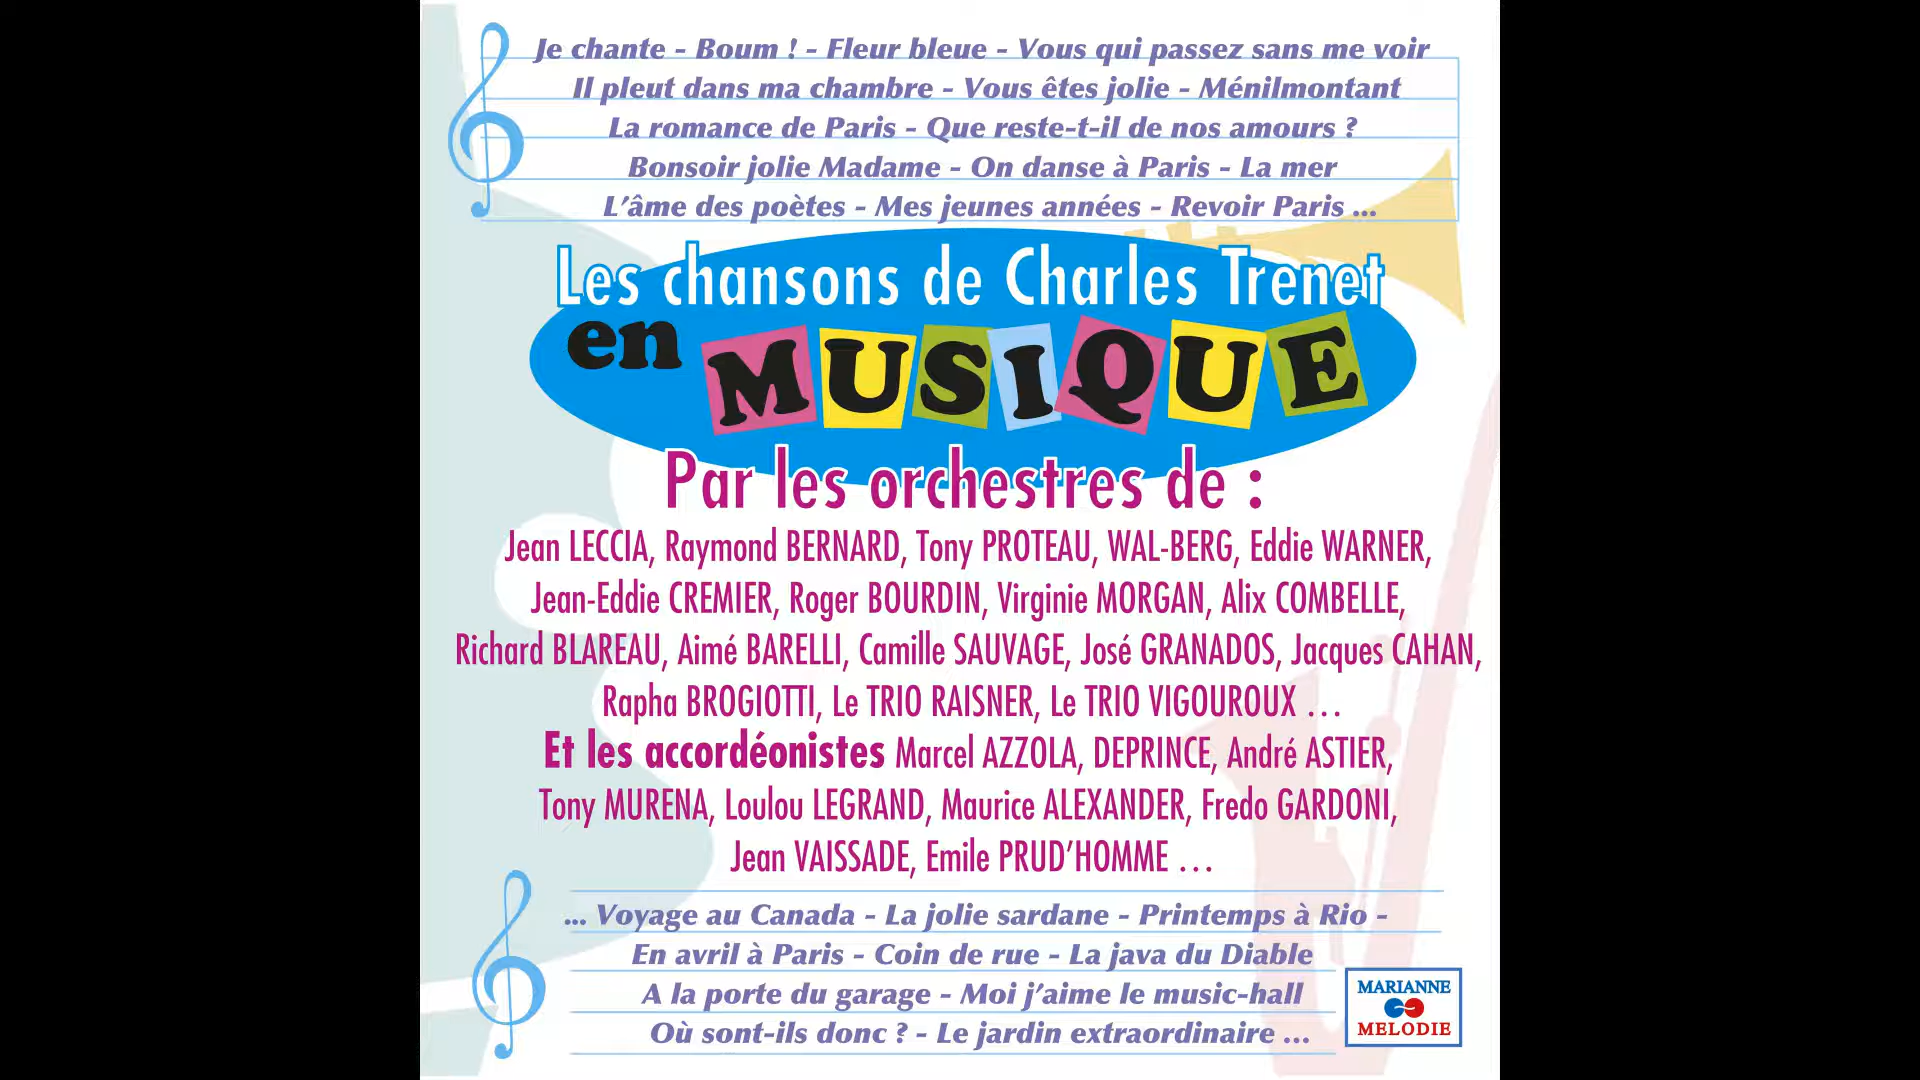 Je chante - Boum ! - Fleur bleue - Vous qui passez sans me voir
Il pleut dans ma chambre - Vous êtes jolie - Ménilmontant
La romance de Paris - Que reste-t-il de nos amours ?
Bonsoir jolie Madame - On danse à Paris - La mer
L’âme des poètes - Mes jeunes années - Revoir Paris ...
Les chansons de Charles Trenet
en MUSIQUE
Par les orchestres de :
Jean LECCIA, Raymond BERNARD, Tony PROTEAU, WAL-BERG, Eddie WARNER,
Jean-Eddie CREMIER, Roger BOURDIN, Virginie MORGAN, Alix COMBELLE,
Richard BLAREAU, Aimé BARELLI, Camille SAUVAGE, José GRANADOS, Jacques CAHAN,
Rapha BROGIOTTI, Le TRIO RAISNER, Le TRIO VIGOUROUX ...
Et les accordéonistes Marcel AZZOLA, DEPRINCE, André ASTIER,
Tony MURENA, Loulou LEGRAND, Maurice ALEXANDER, Fredo GARDONI,
Jean VAISSADE, Emile PRUD’HOMME ...
... Voyage au Canada - La jolie sardane - Printemps à Rio -
En avril à Paris - Coin de rue - La java du Diable
A la porte du garage - Moi j’aime le music-hall
Où sont-ils donc ? - Le jardin extraordinaire ...
MARIANNE
MELODIE